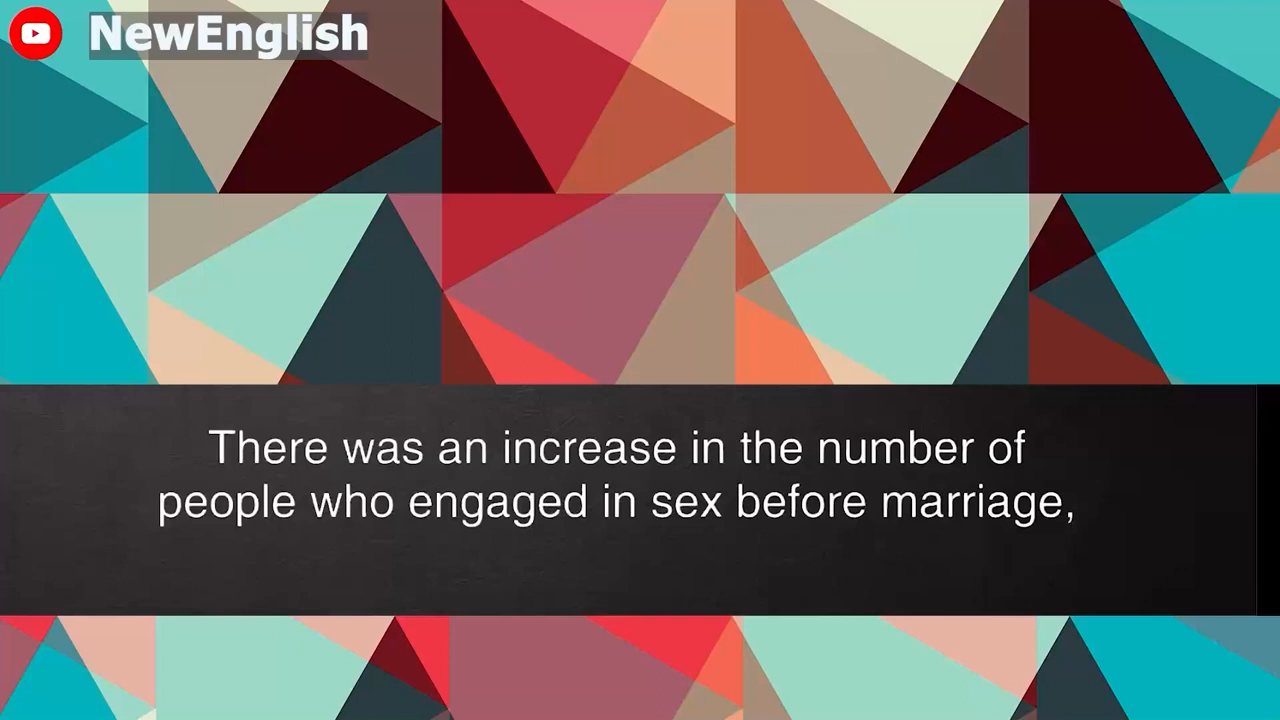 NewEnglish
There was an increase in the number of
people who engaged in sex before marriage,